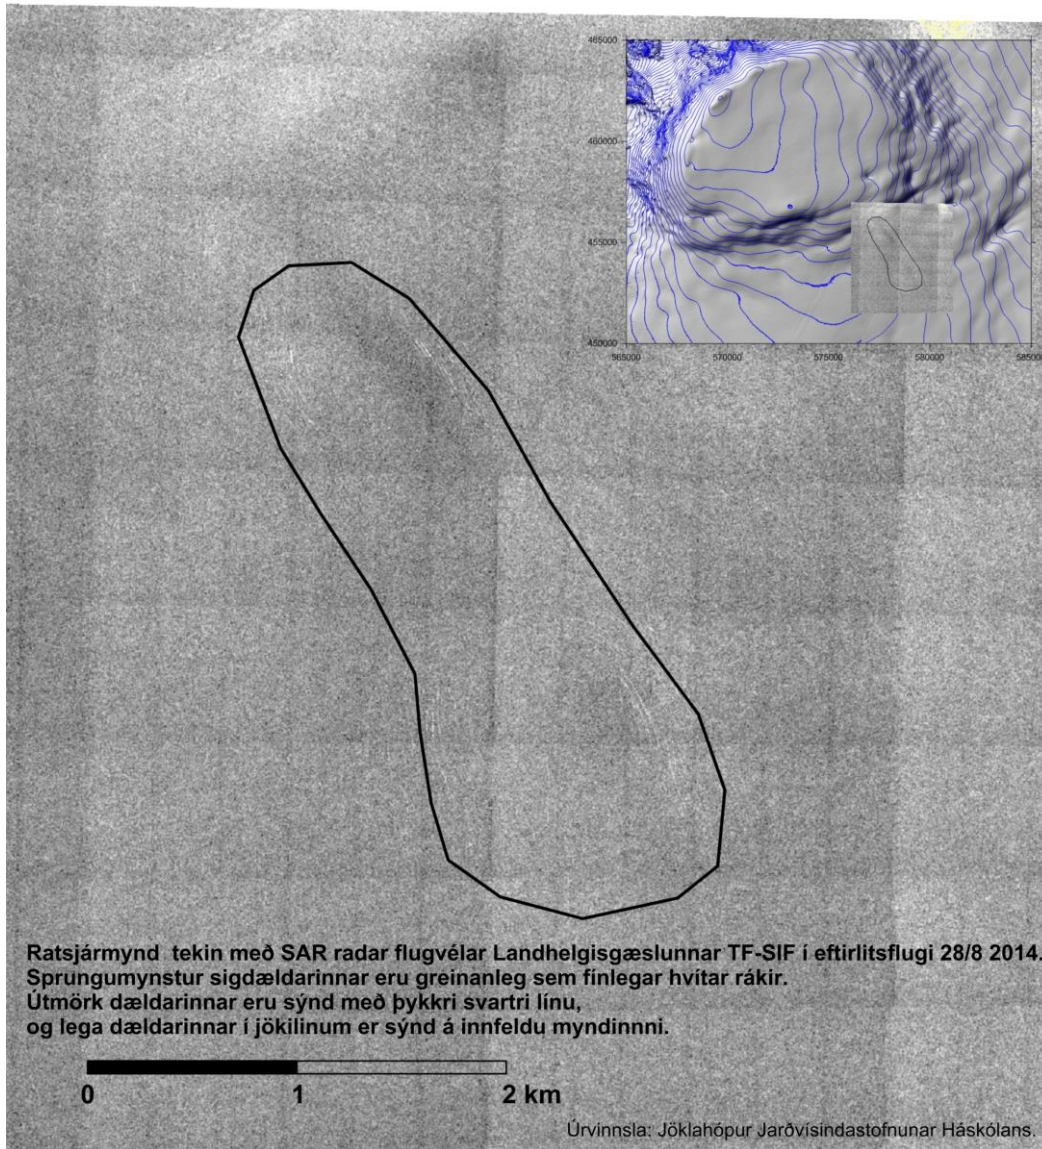 465000
460000
455000
450000
565000 570000 575000 580000 585000
Ratsjármynd tekin með SAR radar flugvélar Landhelgisgæslunnar TF-SIF í eftirlitsflugi 28/8 2014.
Sprungumynstur sigdældarinnar eru greinanleg sem fínlegar hvítar rákir.
Útmörk dældarinnar eru sýnd með þykkri svartri línu,
og lega dældarinnar í jökilinum er sýnd á innfeldu myndinnni.
0 1 2 km
Úrvinnsla: Jöklahópur Jarðvísindastofnunar Háskólans.